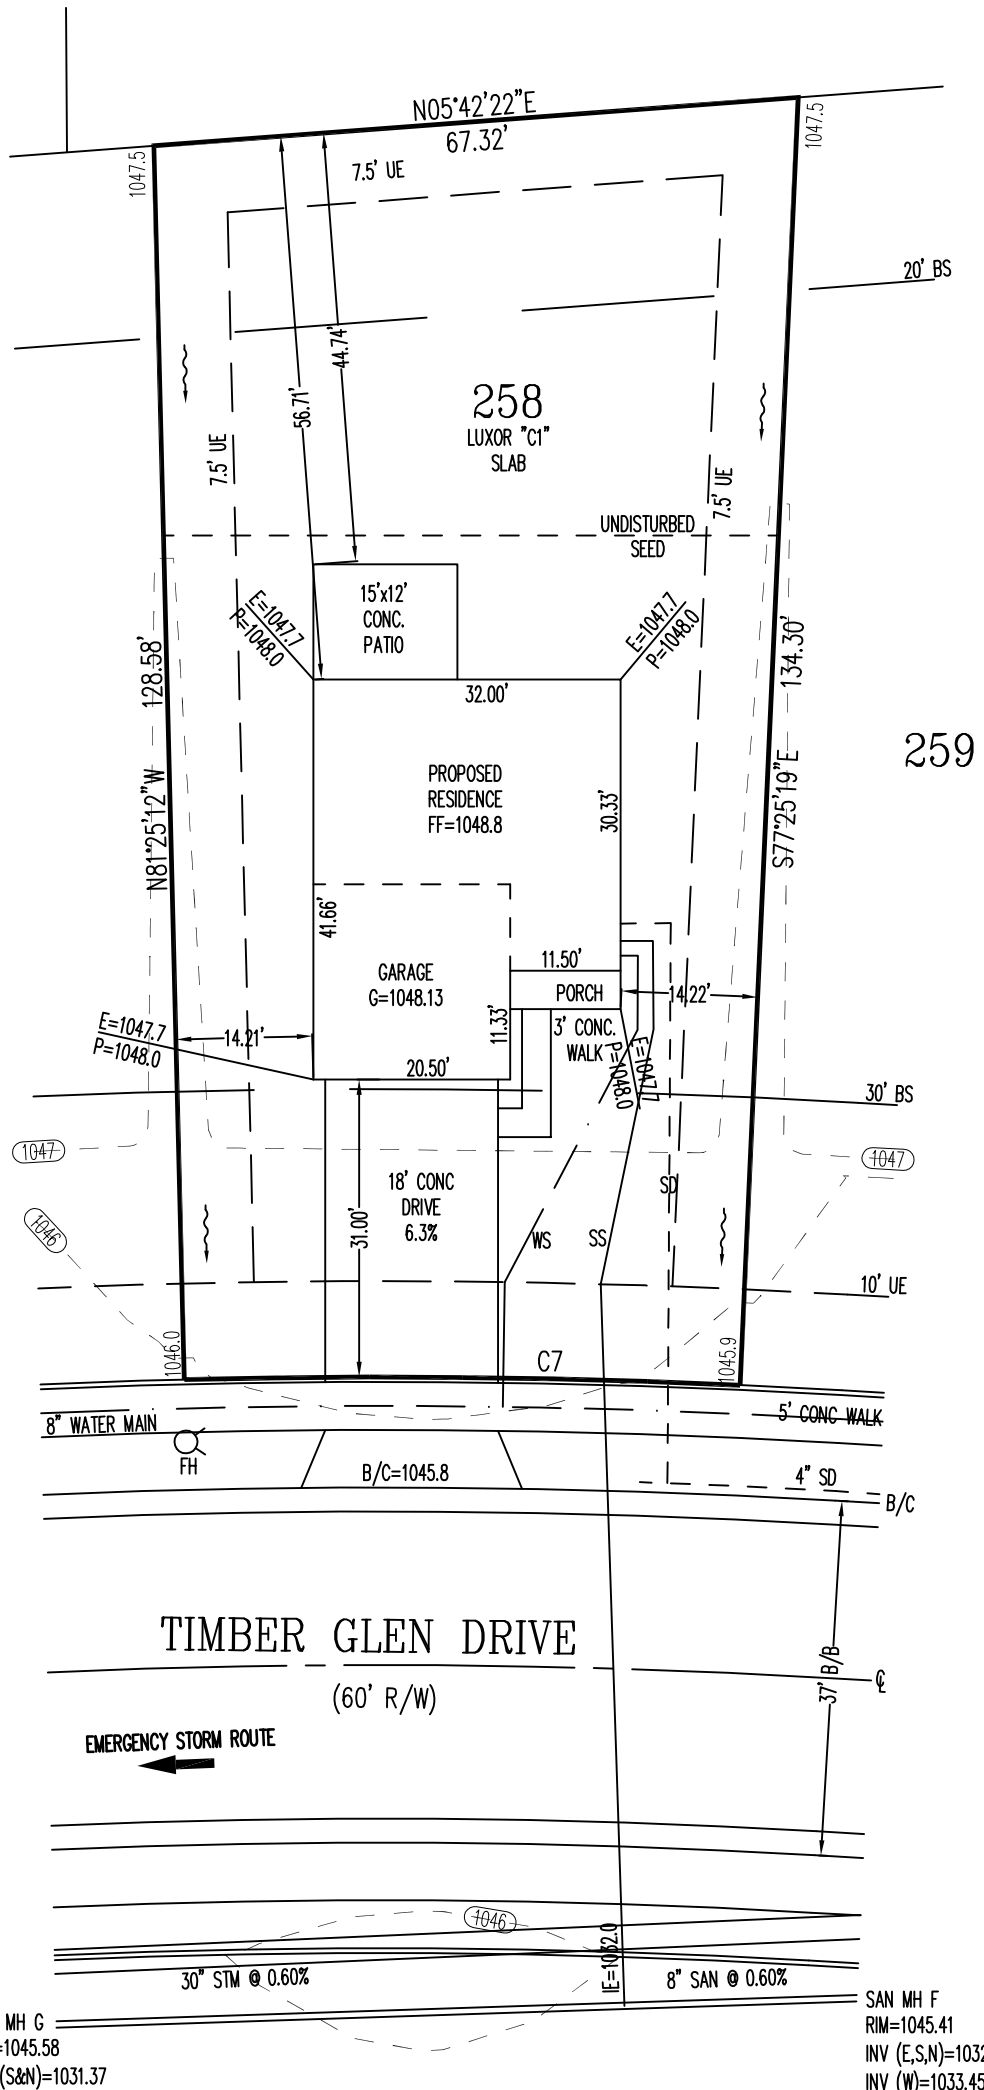 N05°42'22"E
67.32'
1047.5
1047.5
7.5' UE
20' BS
44.74'
56.71'
258
LUXOR "C1"
SLAB
7.5' UE
7.5' UE
UNDISTURBED
SEED
15'x12'
CONC.
PATIO
E=1047.7
P=1048.0
E=1047.7
P=1048.0
32.00'
N81°25'12"W 128.58'
S77°25'19"E 134.30'
259
PROPOSED
RESIDENCE
FF=1048.8
30.33'
41.66'
GARAGE
G=1048.13
11.50'
PORCH
14.22'
11.33'
3' CONC.
WALK
E=1047.7
P=1048.0
E=1047.7
P=1048.0
14.21'
20.50'
30' BS
1047
1047
1046
18' CONC
DRIVE
6.3%
31.00'
SD
WS
SS
10' UE
1046.0
C7
1045.9
8" WATER MAIN
5' CONC WALK
FH
B/C=1045.8
4" SD
B/C
TIMBER GLEN DRIVE
(60' R/W)
37' B/B
EMERGENCY STORM ROUTE
1046
IE=1032.0
30" STM @ 0.60%
8" SAN @ 0.60%
MH G
=1045.58
(S&N)=1031.37
SAN MH F
RIM=1045.41
INV (E,S,N)=1032
INV (W)=1033.45